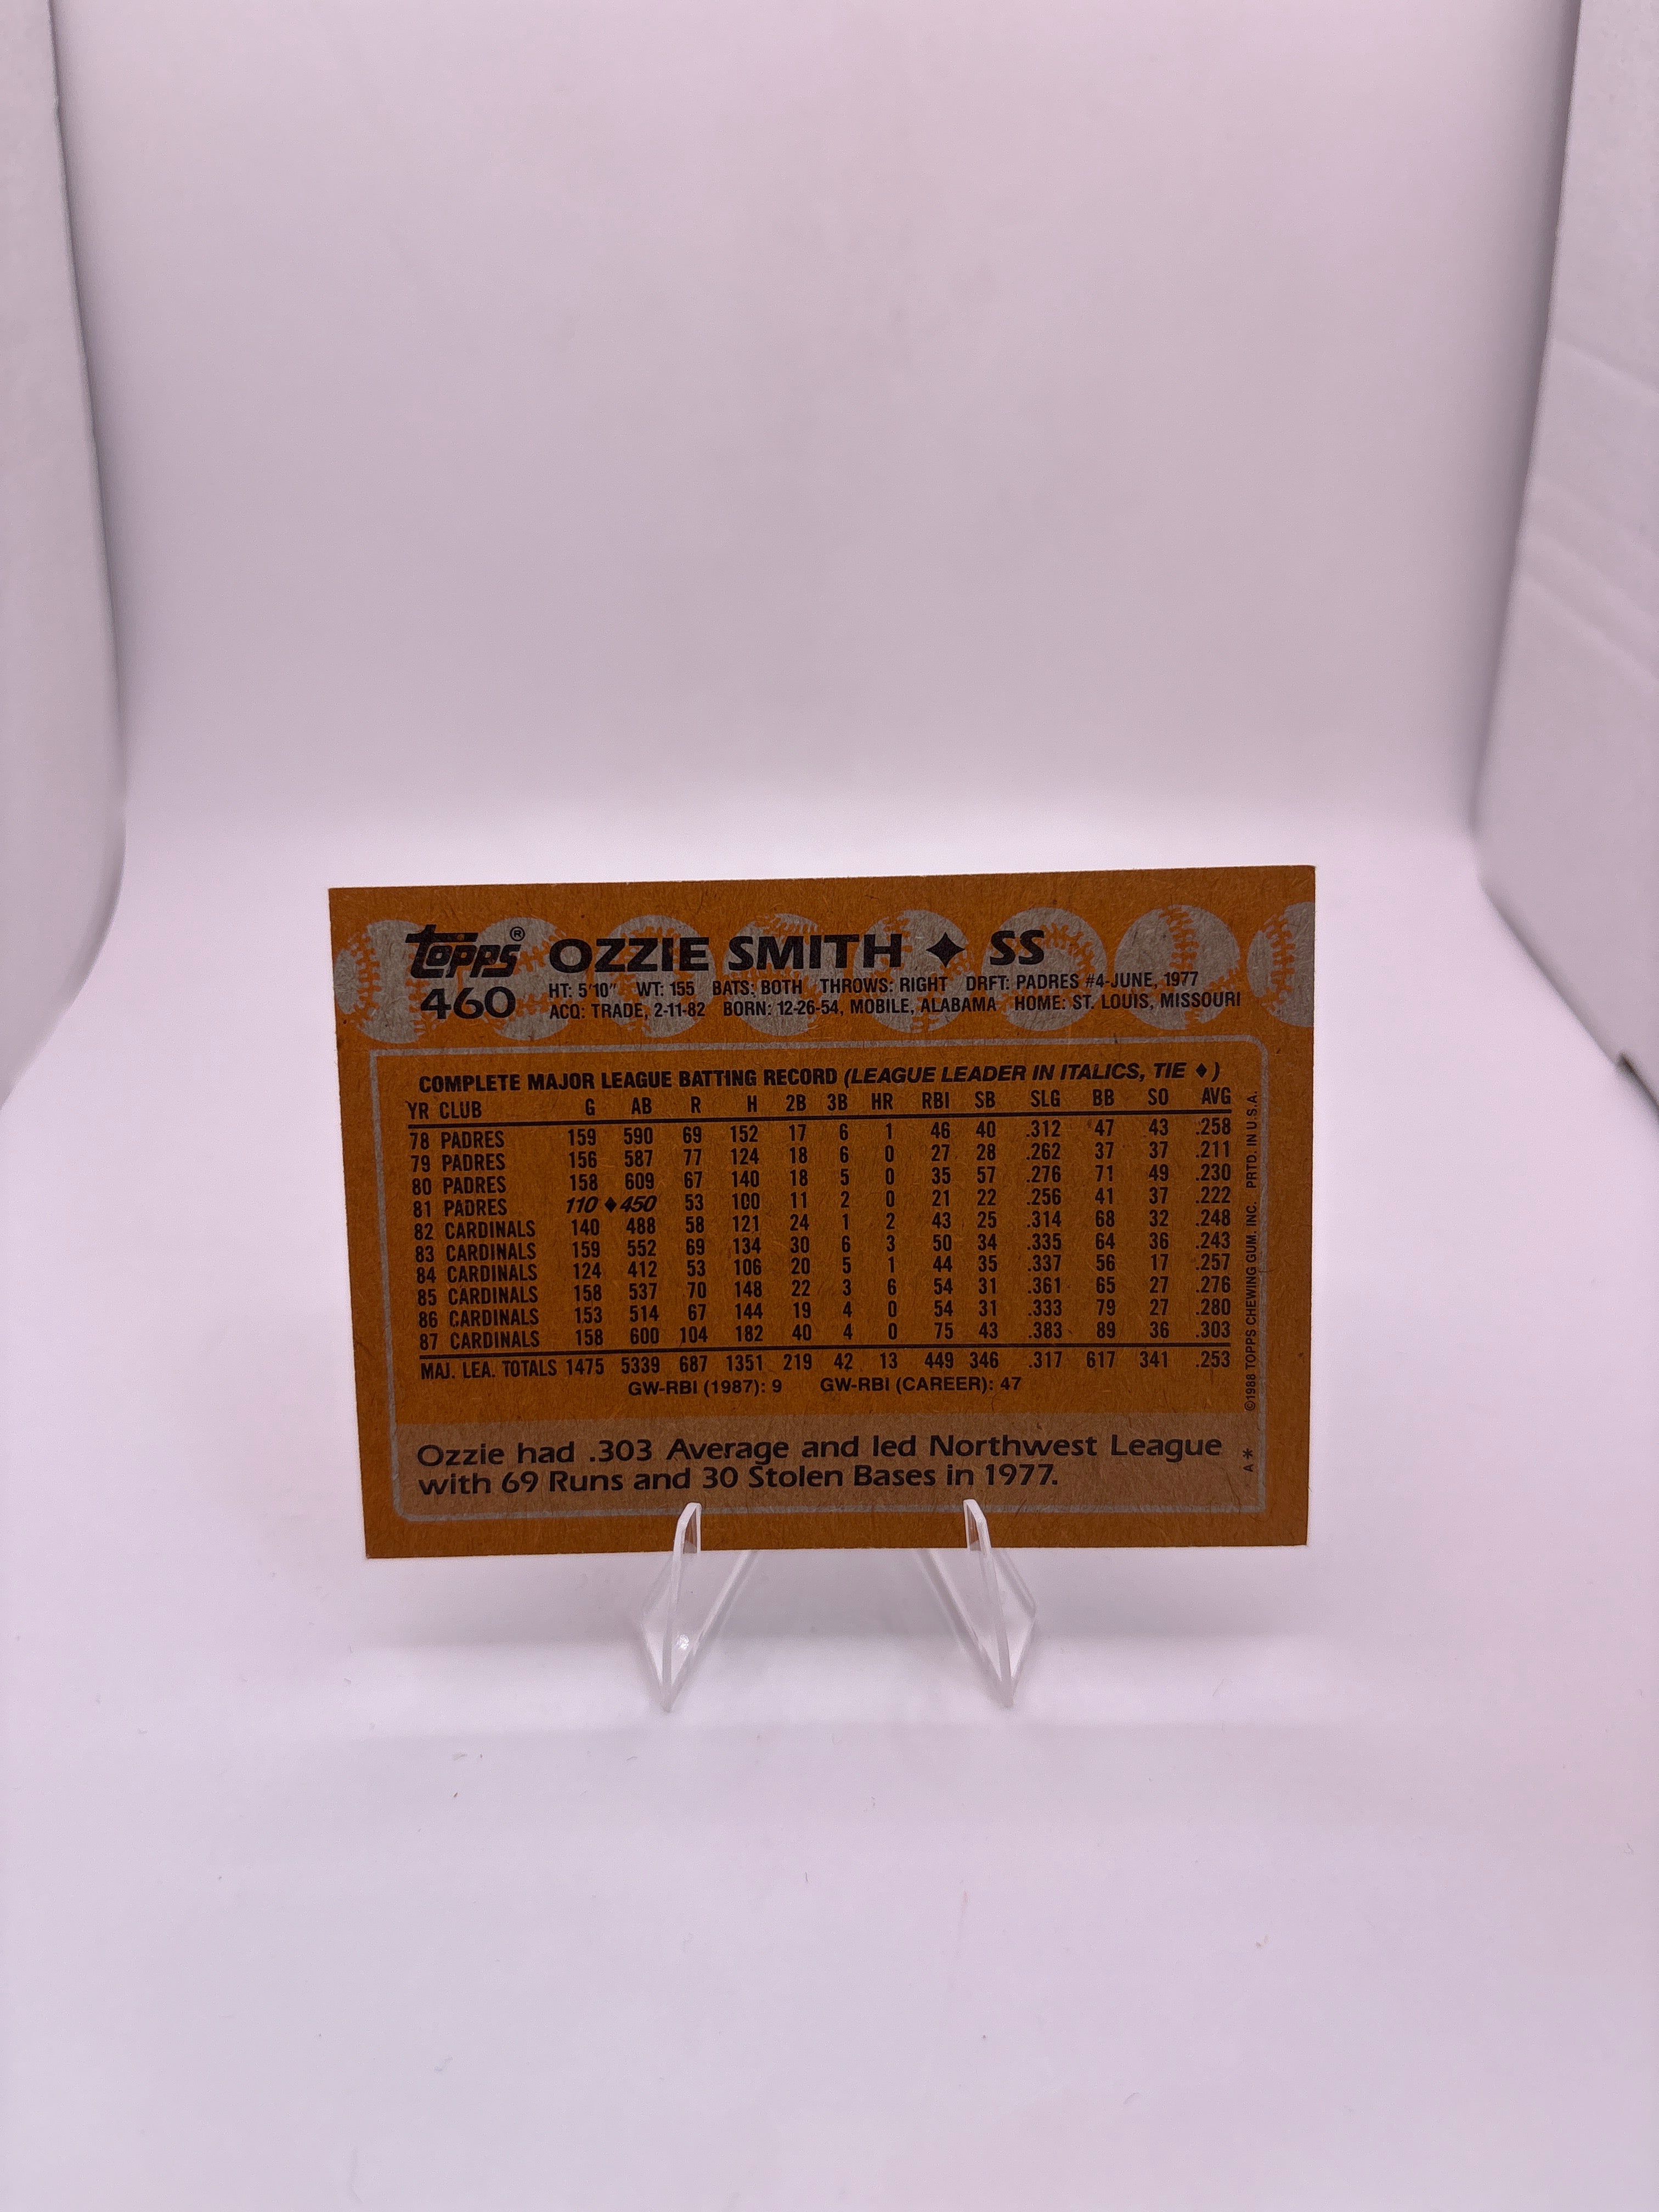 topps® OZZIE SMITH ✦ SS
460 HT: 5'10" WT: 155 BATS: BOTH THROWS: RIGHT DRFT: PADRES #4-JUNE, 1977
ACQ: TRADE, 2-11-82 BORN: 12-26-54, MOBILE, ALABAMA HOME: ST. LOUIS, MISSOURI
COMPLETE MAJOR LEAGUE BATTING RECORD (LEAGUE LEADER IN ITALICS, TIE ♦)
YR CLUB G AB R H 2B 3B HR RBI SB SLG BB SO AVG
78 PADRES 159 590 69 152 17 6 1 46 40 .312 47 43 .258
79 PADRES 156 587 77 124 18 6 0 27 28 .262 37 37 .211
80 PADRES 158 609 67 140 18 5 0 35 57 .276 71 49 .230
81 PADRES 110 ♦450 53 100 11 2 0 21 22 .256 41 37 .222
82 CARDINALS 140 488 58 121 24 1 2 43 25 .314 68 32 .248
83 CARDINALS 159 552 69 134 30 6 3 50 34 .335 64 36 .243
84 CARDINALS 124 412 53 106 20 5 1 44 35 .337 56 17 .257
85 CARDINALS 158 537 70 148 22 3 6 54 31 .361 65 27 .276
86 CARDINALS 153 514 67 144 19 4 0 54 31 .333 79 27 .280
87 CARDINALS 158 600 104 182 40 4 0 75 43 .383 89 36 .303
MAJ. LEA. TOTALS 1475 5339 687 1351 219 42 13 449 346 .317 617 341 .253
GW-RBI (1987): 9 GW-RBI (CAREER): 47
Ozzie had .303 Average and led Northwest League
with 69 Runs and 30 Stolen Bases in 1977.
©1988 TOPPS CHEWING GUM, INC. PRTD. IN U.S.A.
A*